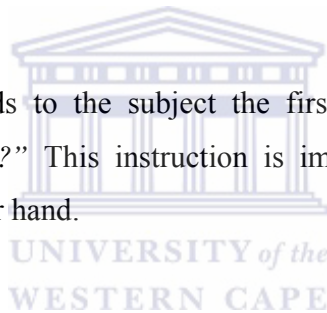 ds to the subject the firs
?” This instruction is im
r hand.
UNIVERSITY of the
WESTERN CAPE